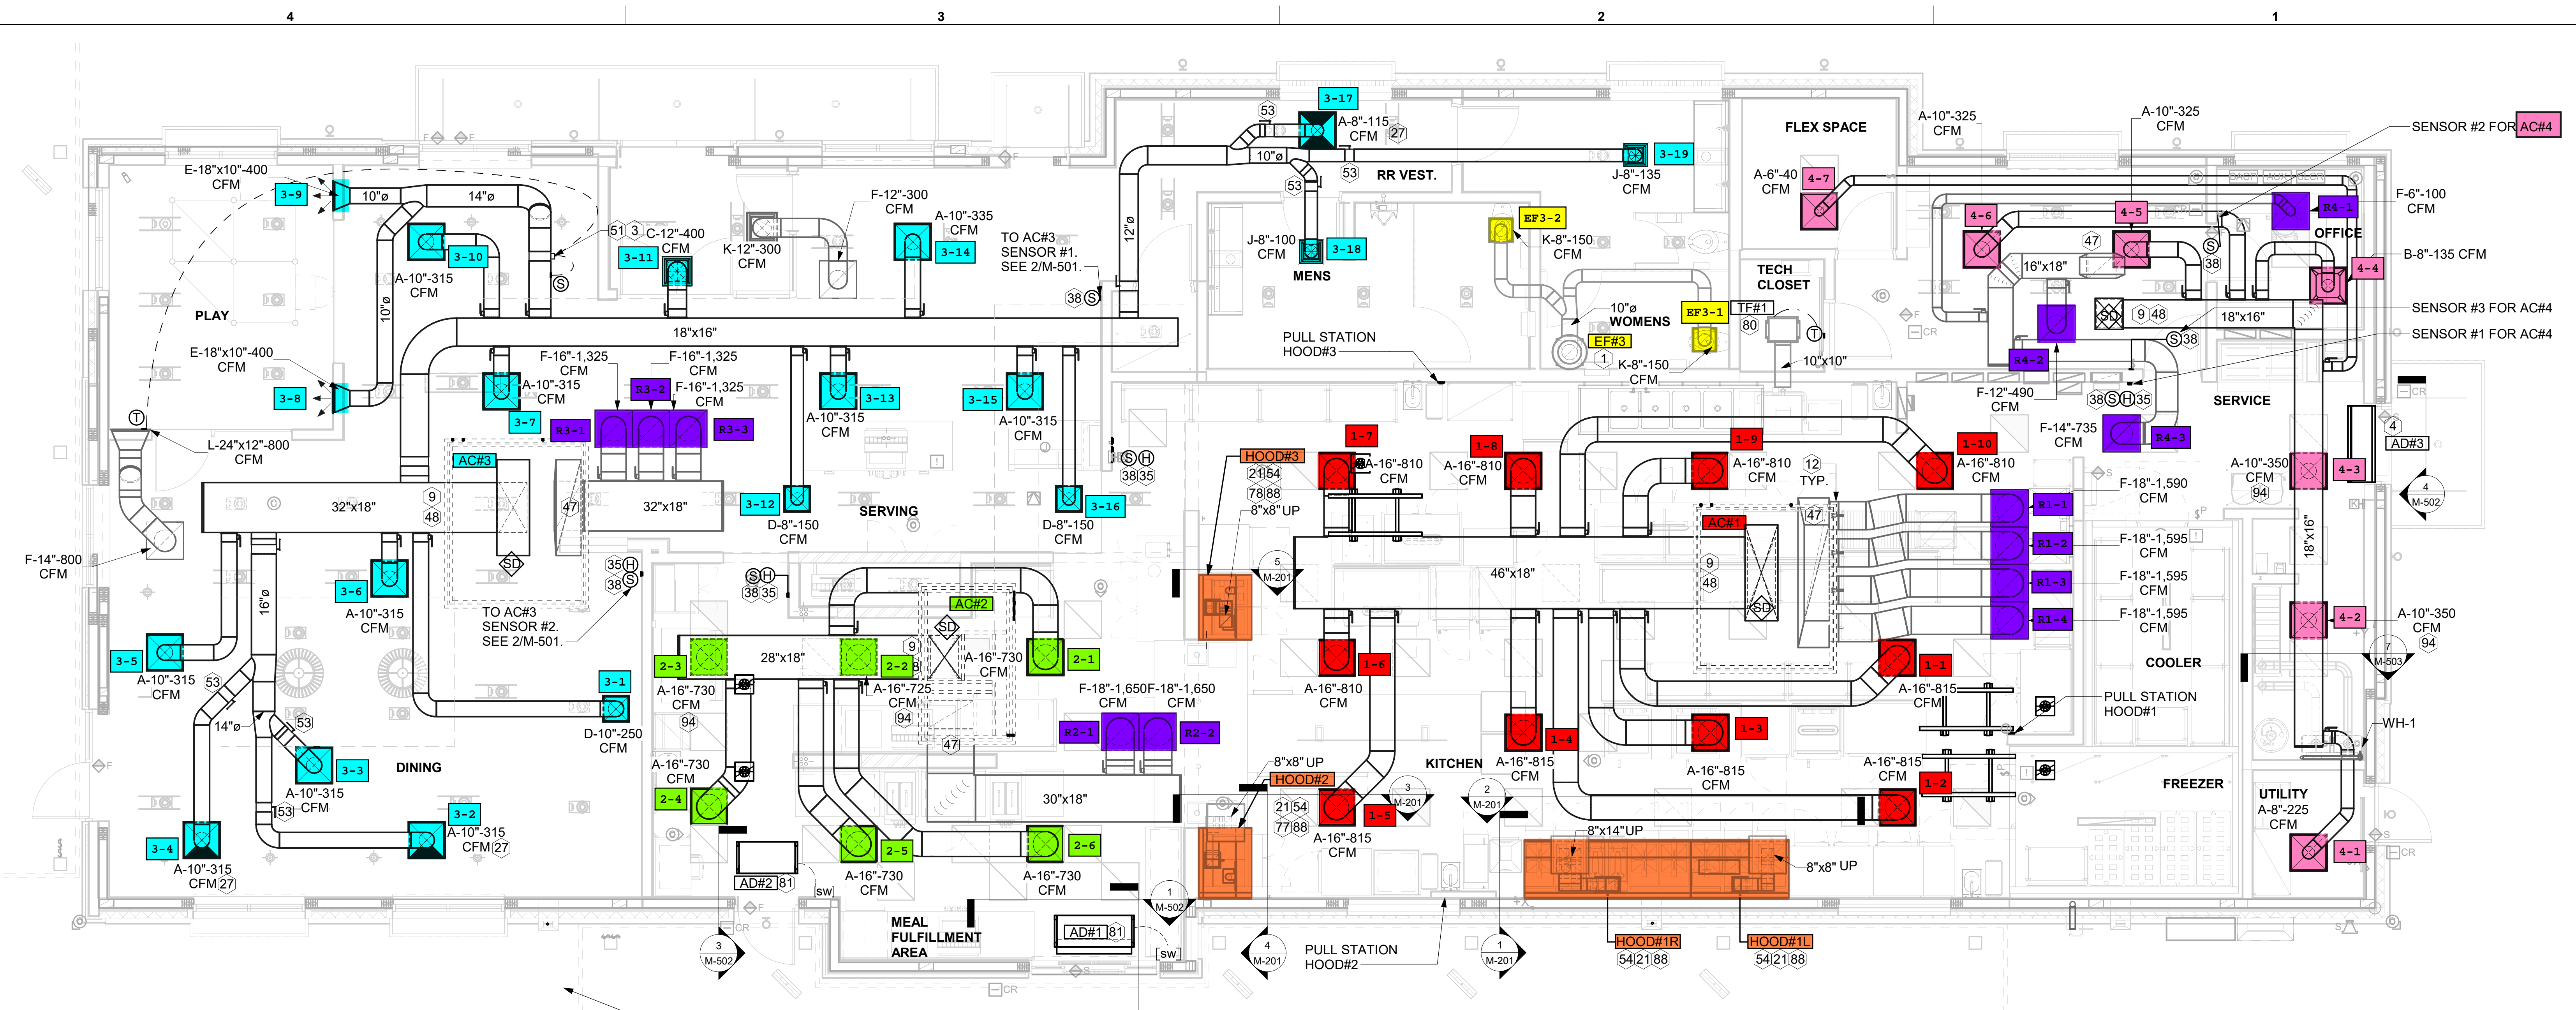 4
3
2
1
E-18"x10"-400
CFM
3-9
10"ø
14"ø
3-10
A-10"-315
CFM
10"ø
PLAY
E-18"x10"-400
CFM
3-8
T
L-24"x12"-800
CFM
F-14"-800
CFM
51
3
S
C-12"-400
CFM
3-11
K-12"-300
CFM
F-12"-300
CFM
A-10"-335
CFM
3-14
TO AC#3
SENSOR #1.
SEE 2/M-501.
38
S
18"x16"
12"ø
A-10"-315
CFM
3-7
F-16"-1,325
CFM
F-16"-1,325
CFM
F-16"-1,325
CFM
R3-1
R3-2
R3-3
AC#3
32"x18"
9
48
47
32"x18"
SD
3-13
A-10"-315
CFM
3-15
A-10"-315
CFM
3-12
D-8"-150
CFM
SERVING
3-16
D-8"-150
CFM
S
H
38
35
3-6
A-10"-315
CFM
16"ø
3-5
A-10"-315
CFM
53
14"ø
53
3-3
A-10"-315
CFM
DINING
53
3-4
A-10"-315
CFM
27
3-2
A-10"-315
CFM
27
3-1
D-10"-250
CFM
35
H
38
S
TO AC#3
SENSOR #2.
SEE 2/M-501.
S
H
38
35
AC#2
SD
9
28"x18"
2-3
A-16"-730
CFM
94
2-2
A-16"-725
CFM
94
A-16"-730
CFM
2-1
F-18"-1,650
CFM
F-18"-1,650
CFM
R2-1
R2-2
47
30"x18"
A-16"-730
CFM
2-4
2-5
A-16"-730
CFM
2-6
A-16"-730
CFM
AD#2
81
[sw]
3
M-502
MEAL
FULFILLMENT
AREA
AD#1
81
[sw]
1
M-502
4
M-201
3-17
53
A-8"-115
CFM
27
10"ø
53
53
RR VEST.
3-19
J-8"-135
CFM
J-8"-100
CFM
3-18
MENS
EF3-2
K-8"-150
CFM
10"ø
WOMENS
EF#3
1
EF3-1
K-8"-150
CFM
PULL STATION
HOOD#3
TECH
CLOSET
TF#1
80
T
10"x10"
FLEX SPACE
A-6"-40
CFM
4-7
A-10"-325
CFM
A-10"-325
CFM
SENSOR #2 FOR AC#4
4-6
4-5
47
16"x18"
S
38
R4-1
F-6"-100
CFM
OFFICE
B-8"-135 CFM
4-4
SD
9
48
18"x16"
SENSOR #3 FOR AC#4
SENSOR #1 FOR AC#4
S
38
R4-2
F-12"-490
CFM
38
S
H
35
SERVICE
F-14"-735
CFM
R4-3
4
AD#3
4
M-502
A-10"-350
CFM
94
4-3
18"x16"
4-2
A-10"-350
CFM
94
7
M-503
WH-1
UTILITY
A-8"-225
CFM
4-1
HOOD#3
21
54
78
88
8"x8" UP
5
M-201
1-7
A-16"-810
CFM
1-8
A-16"-810
CFM
1-9
A-16"-810
CFM
1-10
A-16"-810
CFM
12
TYP.
AC#1
47
9
48
SD
46"x18"
F-18"-1,590
CFM
R1-1
F-18"-1,595
CFM
R1-2
F-18"-1,595
CFM
R1-3
F-18"-1,595
CFM
R1-4
A-16"-810
CFM
1-6
1-1
A-16"-815
CFM
COOLER
PULL STATION
HOOD#1
1-4
A-16"-815
CFM
1-3
A-16"-815
CFM
A-16"-815
CFM
1-2
KITCHEN
FREEZER
8"x8" UP
HOOD#2
21
54
77
88
3
M-201
2
M-201
1-5
A-16"-815
CFM
8"x14"UP
8"x8" UP
PULL STATION
HOOD#2
1
M-201
HOOD#1R
54
21
88
HOOD#1L
54
21
88
CR
CR
CR
CR
CR
CR